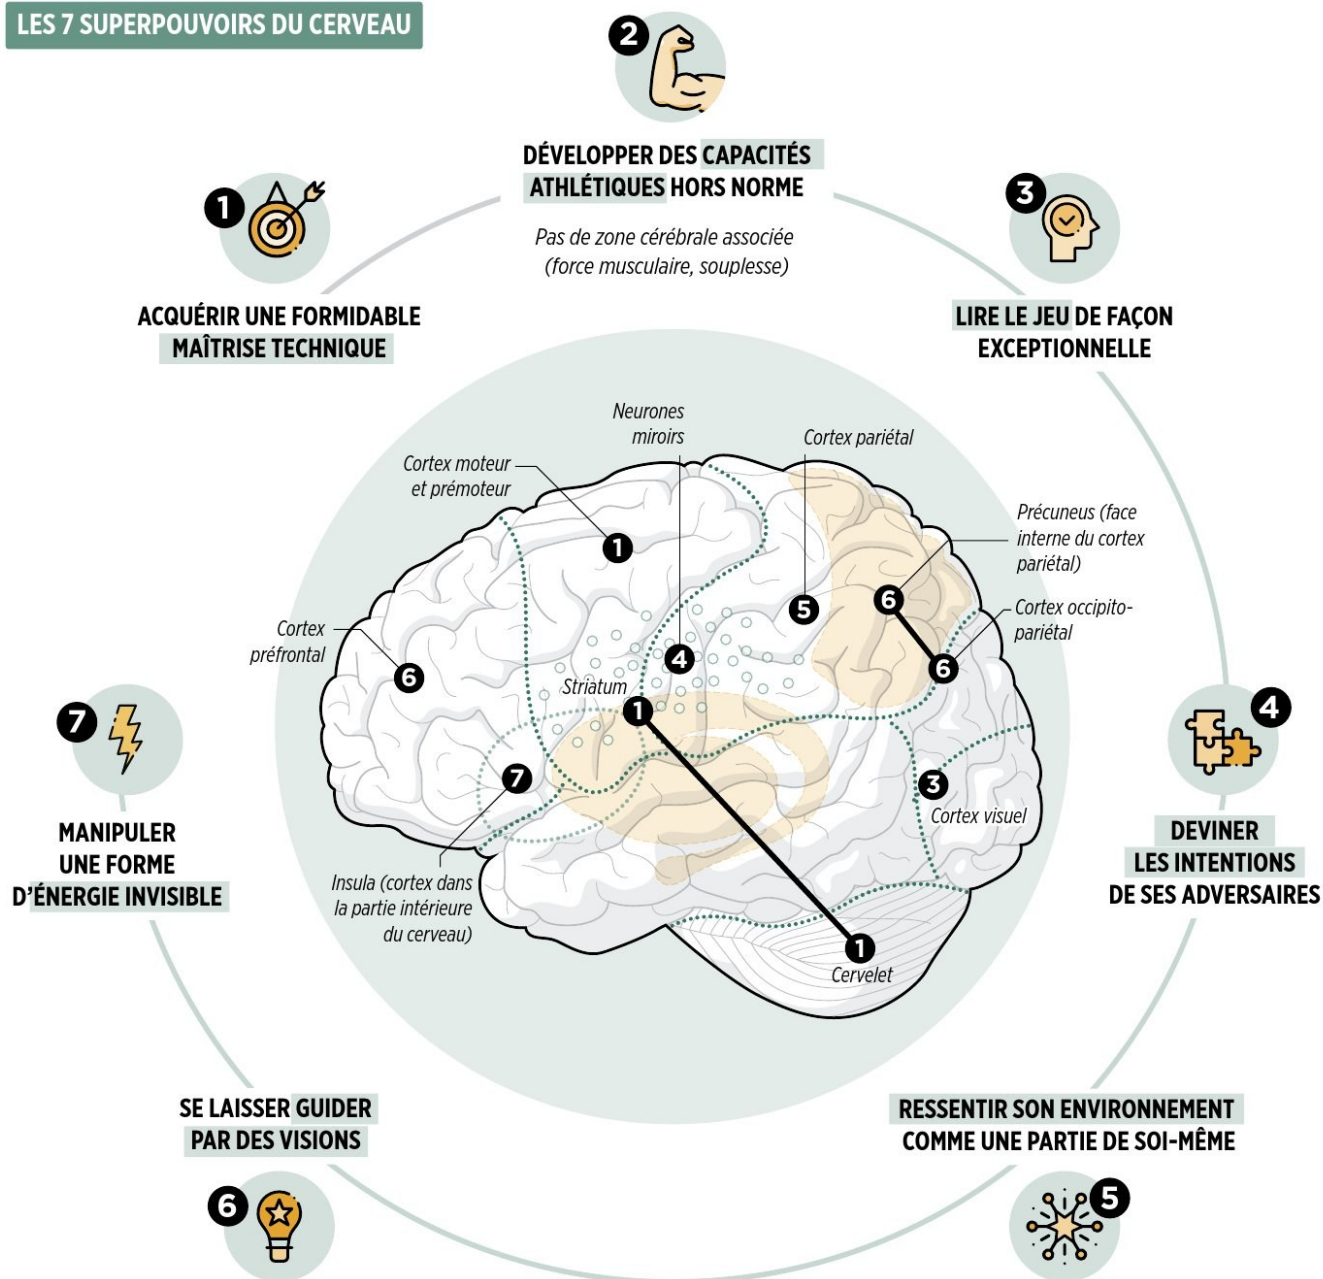 LES 7 SUPERPOUVOIRS DU CERVEAU
2
DÉVELOPPER DES CAPACITÉS
ATHLÉTIQUES HORS NORME
Pas de zone cérébrale associée
(force musculaire, souplesse)
1
ACQUÉRIR UNE FORMIDABLE
MAÎTRISE TECHNIQUE
3
LIRE LE JEU DE FAÇON
EXCEPTIONNELLE
Neurones
miroirs
Cortex pariétal
Cortex moteur
et prémoteur
Précuneus (face
interne du cortex
pariétal)
1
6
5
Cortex occipito-
pariétal
Cortex
préfrontal
4
6
6
Striatum
1
7
3
Cortex visuel
Insula (cortex dans
la partie intérieure
du cerveau)
1
Cervelet
7
MANIPULER
UNE FORME
D'ÉNERGIE INVISIBLE
4
DEVINER
LES INTENTIONS
DE SES ADVERSAIRES
SE LAISSER GUIDER
PAR DES VISIONS
6
RESSENTIR SON ENVIRONNEMENT
COMME UNE PARTIE DE SOI-MÊME
5